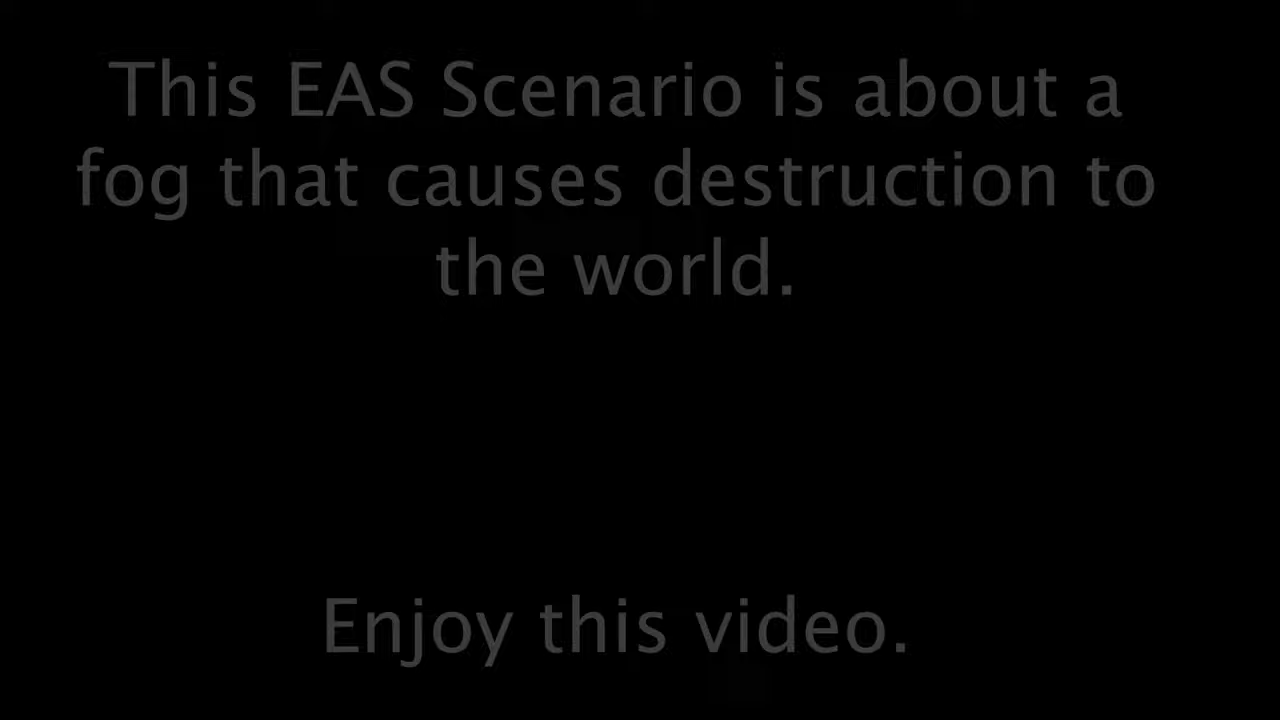 This EAS Scenario is about a
fog that causes destruction to
the world.
Enjoy this video.